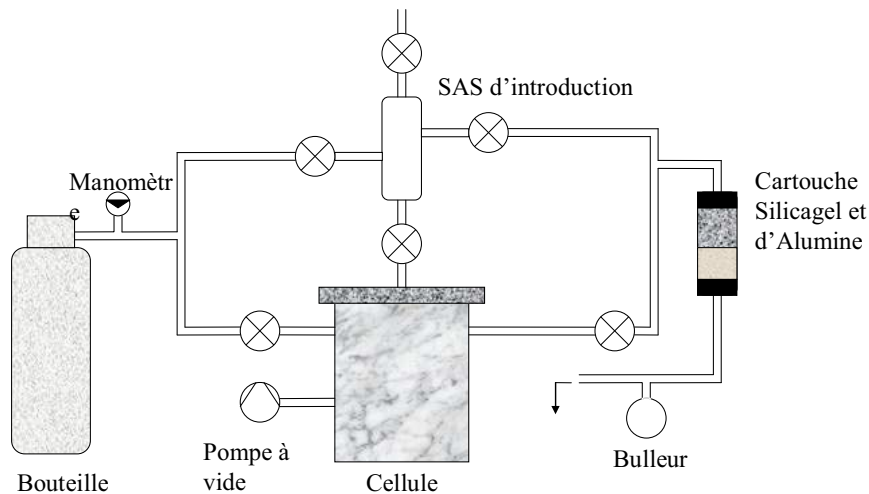 SAS d'introduction
Manomètr
e
Cartouche
Silicagel et
d'Alumine
Pompe à
vide
Bouteille
Cellule
Bulleur